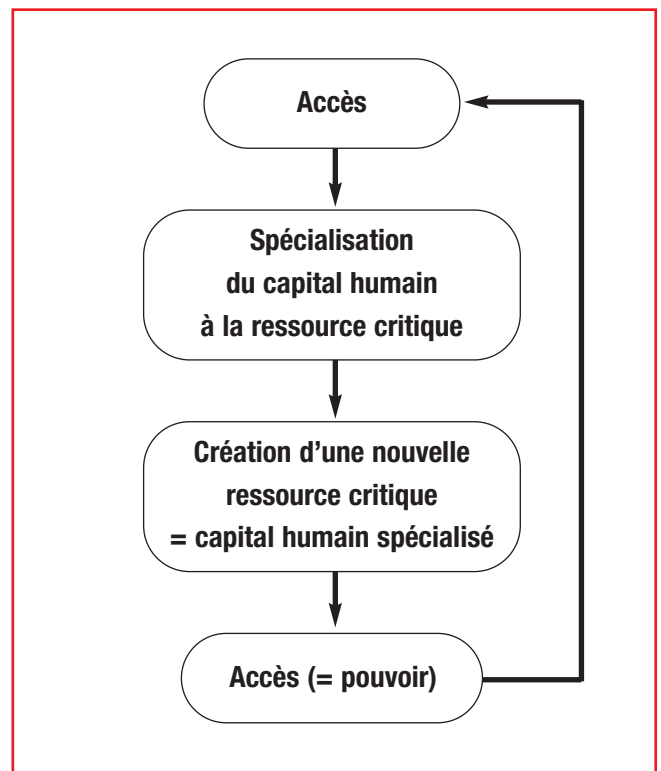 Accès
Spécialisation
du capital humain
à la ressource critique
Création d’une nouvelle
ressource critique
= capital humain spécialisé
Accès (= pouvoir)